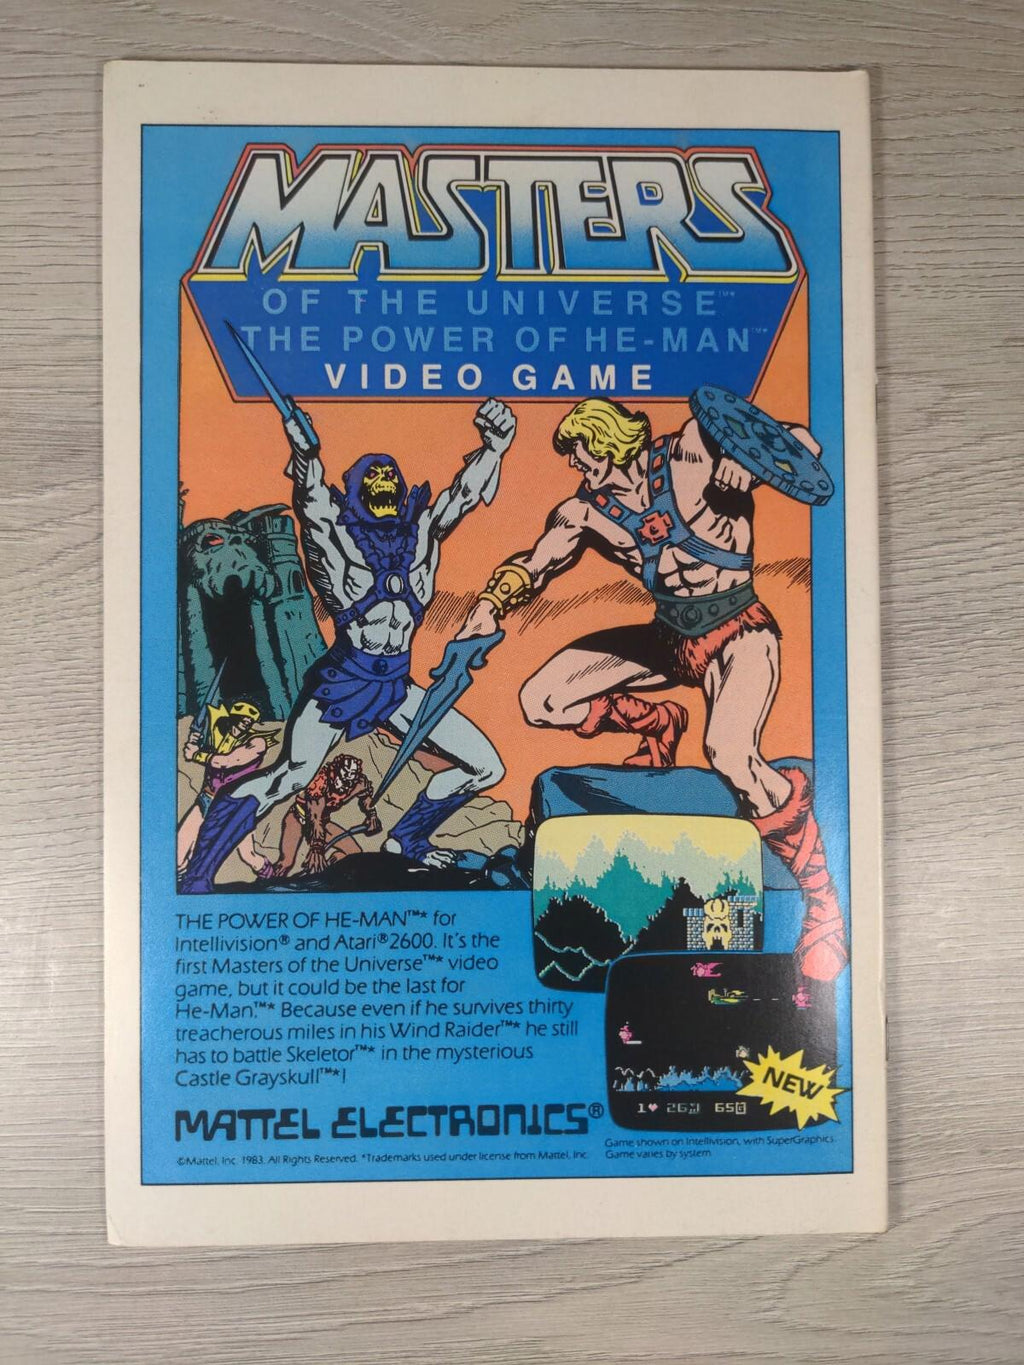 MASTERS
OF THE UNIVERSE™*
THE POWER OF HE-MAN™*
VIDEO GAME
THE POWER OF HE-MAN™* for
Intellivision® and Atari® 2600. It's the
first Masters of the Universe™* video
game, but it could be the last for
He-Man.™* Because even if he survives thirty
treacherous miles in his Wind Raider™* he still
has to battle Skeletor™* in the mysterious
Castle Grayskull™*!
NEW
MATTEL ELECTRONICS®
©Mattel, Inc. 1983. All Rights Reserved. *Trademarks used under license from Mattel, Inc.
Game shown on Intellivision, with SuperGraphics.
Game varies by system.